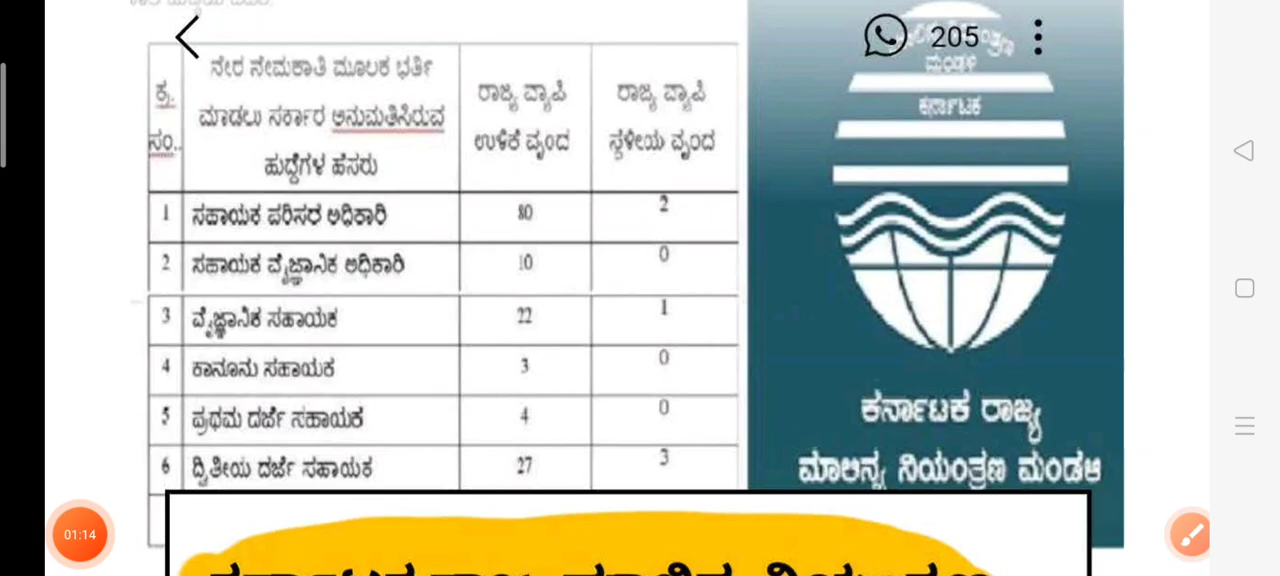 205
ಮಂಡಳಿ
ಕರ್ನಾಟಕ
ಕ್ರ. ಸಂ..
ನೇರ ನೇಮಕಾತಿ ಮೂಲಕ ಭರ್ತಿ
ಮಾಡಲು ಸರ್ಕಾರ ಅನುಮತಿಸಿರುವ
ಹುದ್ದೆಗಳ ಹೆಸರು
ರಾಜ್ಯ ವ್ಯಾಪಿ
ಉಳಿಕೆ ವೃಂದ
ರಾಜ್ಯ ವ್ಯಾಪಿ
ಸ್ಥಳೀಯ ವೃಂದ
1 ಸಹಾಯಕ ಪರಿಸರ ಅಧಿಕಾರಿ 80 2
2 ಸಹಾಯಕ ವೈಜ್ಞಾನಿಕ ಅಧಿಕಾರಿ 10 0
3 ವೈಜ್ಞಾನಿಕ ಸಹಾಯಕ 22 1
4 ಕಾನೂನು ಸಹಾಯಕ 3 0
5 ಪ್ರಥಮ ದರ್ಜೆ ಸಹಾಯಕ 4 0
6 ದ್ವಿತೀಯ ದರ್ಜೆ ಸಹಾಯಕ 27 3
ಕರ್ನಾಟಕ ರಾಜ್ಯ
ಮಾಲಿನ್ಯ ನಿಯಂತ್ರಣ ಮಂಡಳಿ
01:14